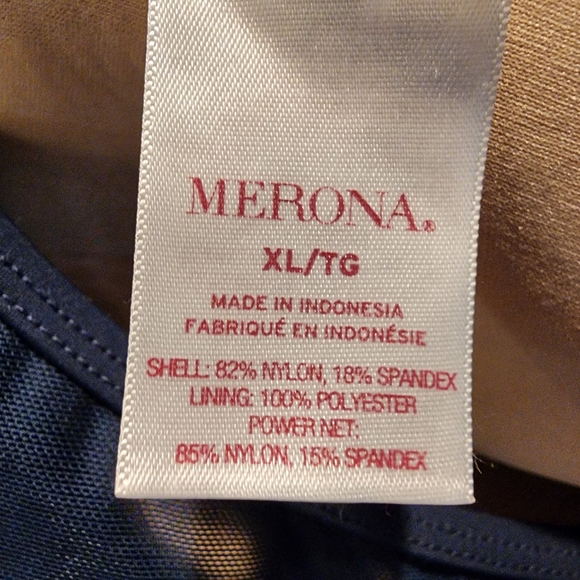 MERONA®
XL/TG
MADE IN INDONESIA
FABRIQUÉ EN INDONÉSIE
SHELL: 82% NYLON, 18% SPANDEX
LINING: 100% POLYESTER
POWER NET:
85% NYLON, 15% SPANDEX